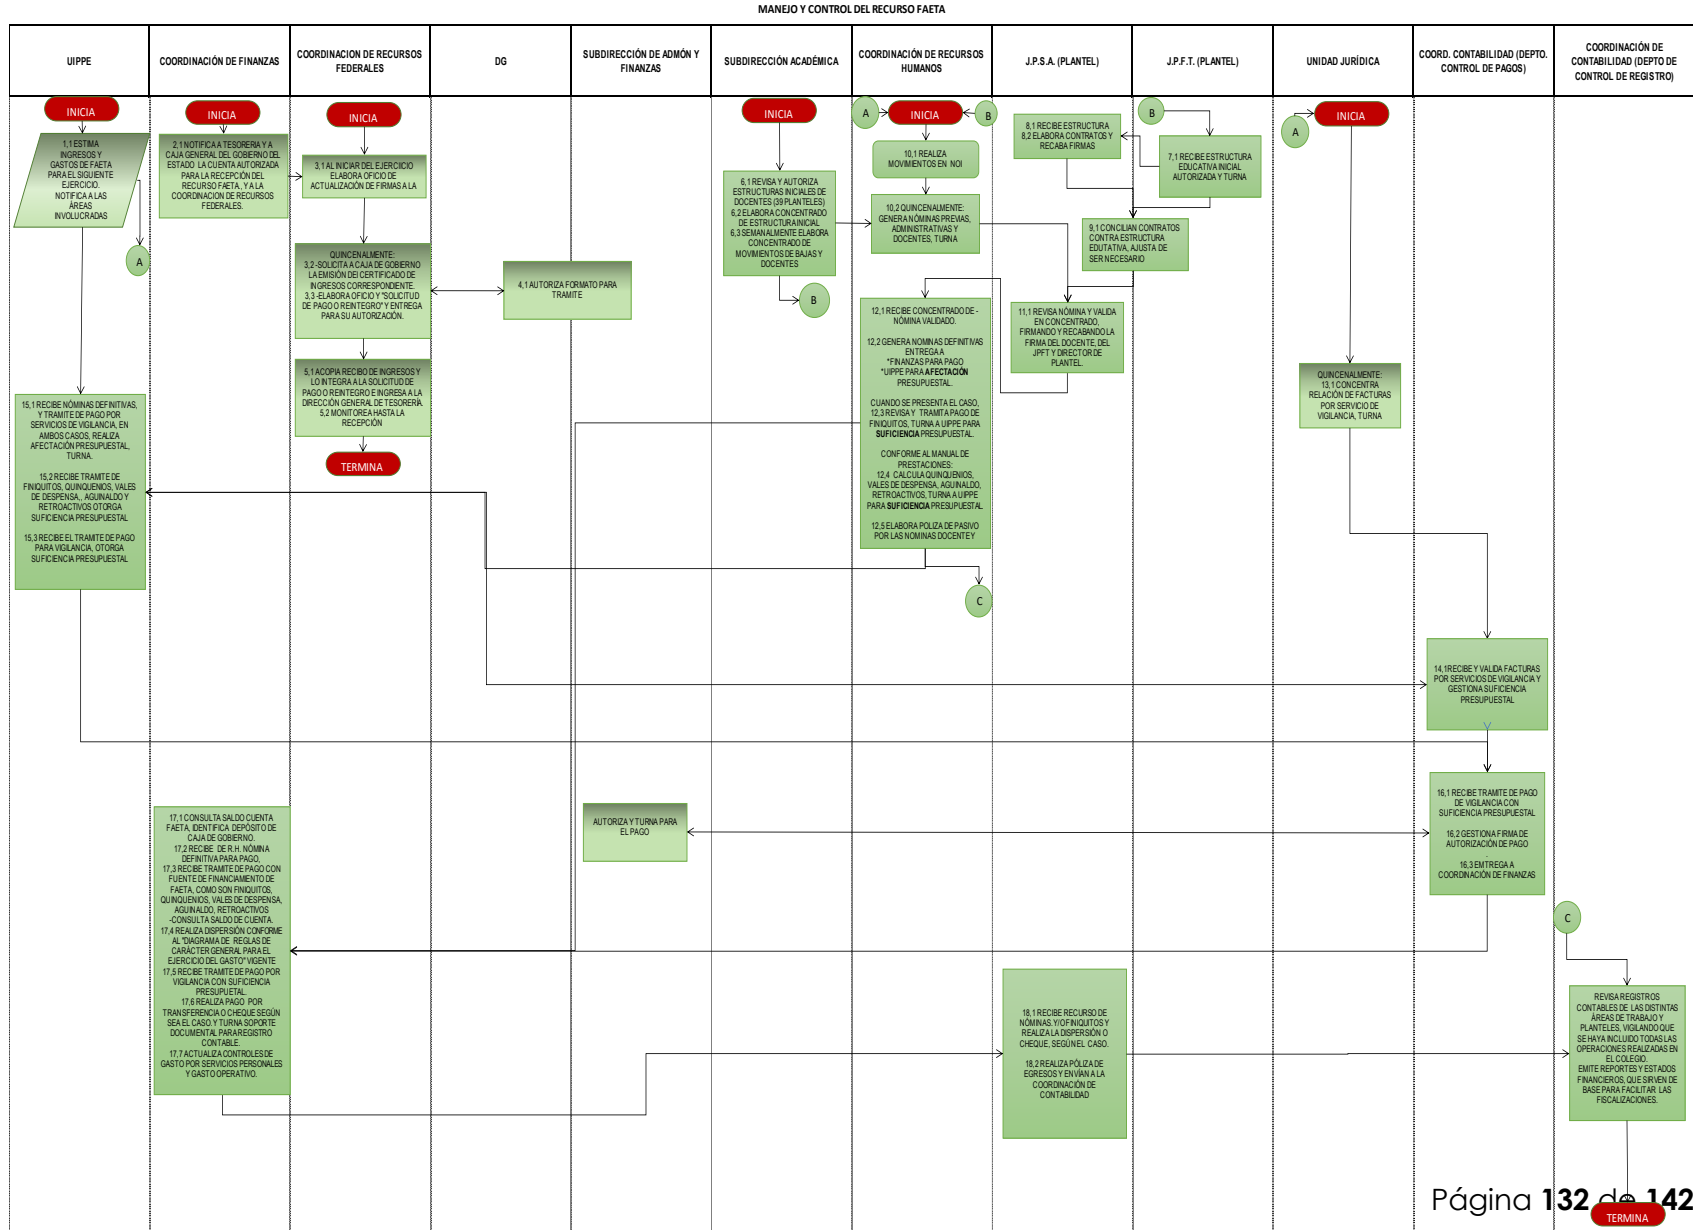 MANEJO Y CONTROL DEL RECURSO FAETA
UIPPE
COORDINACIÓN DE FINANZAS
COORDINACION DE RECURSOS
FEDERALES
DG
SUBDIRECCIÓN DE ADMÓN Y
FINANZAS
SUBDIRECCIÓN ACADÉMICA
COORDINACIÓN DE RECURSOS
HUMANOS
J.P.S.A. (PLANTEL)
J.P.F.T. (PLANTEL)
UNIDAD JURÍDICA
COORD. CONTABILIDAD (DEPTO.
CONTROL DE PAGOS)
COORDINACIÓN DE
CONTABILIDAD (DEPTO DE
CONTROL DE REGISTRO)
INICIA
1,1 ESTIMA
INGRESOS Y
GASTOS DE FAETA
PARA EL SIGUIENTE
EJERCICIO.
NOTIFICA A LAS
ÁREAS
INVOLUCRADAS
A
15,1 RECIBE NÓMINAS DEFINITIVAS,
Y TRAMITE DE PAGO POR
SERVICIOS DE VIGILANCIA, EN
AMBOS CASOS, REALIZA
AFECTACIÓN PRESUPUESTAL,
TURNA.
15,2 RECIBE TRAMITE DE
FINIQUITOS, QUINQUENIOS, VALES
DE DESPENSA,, AGUINALDO Y
RETROACTIVOS OTORGA
SUFICIENCIA PRESUPUESTAL
15,3 RECIBE EL TRAMITE DE PAGO
PARA VIGILANCIA, OTORGA
SUFICIENCIA PRESUPUESTAL
INICIA
2,1 NOTIFICA A TESORERIA Y A
CAJA GENERAL DEL GOBIERNO DEL
ESTADO LA CUENTA AUTORIZADA
PARA LA RECEPCIÓN DEL
RECURSO FAETA , Y A LA
COORDINACION DE RECURSOS
FEDERALES.
17,1 CONSULTA SALDO CUENTA
FAETA, IDENTIFICA DEPÓSITO DE
CAJA DE GOBIERNO.
17,2 RECIBE DE R.H. NÓMINA
DEFINITIVA PARA PAGO,
17,3 RECIBE TRAMITE DE PAGO CON
FUENTE DE FINANCIAMIENTO DE
FAETA, COMO SON FINIQUITOS,
QUINQUENIOS, VALES DE DESPENSA,
AGUINALDO, RETROACTIVOS
-CONSULTA SALDO DE CUENTA.
17,4 REALIZA DISPERSIÓN CONFORME
AL "DIAGRAMA DE REGLAS DE
CARÁCTER GENERAL PARA EL
EJERCICIO DEL GASTO" VIGENTE
17,5 RECIBE TRAMITE DE PAGO POR
VIGILANCIA CON SUFICIENCIA
PRESUPUETAL.
17,6 REALIZA PAGO POR
TRANSFERENCIA O CHEQUE SEGÚN
SEA EL CASO. Y TURNA SOPORTE
DOCUMENTAL PARA REGISTRO
CONTABLE.
17,7 ACTUALIZA CONTROLES DE
GASTO POR SERVICIOS PERSONALES
Y GASTO OPERATIVO.
INICIA
3,1 AL INICIAR DEL EJERCIICIO
ELABORA OFICIO DE
ACTUALIZACIÓN DE FIRMAS A LA
QUINCENALMENTE:
3,2 -SOLICITA A CAJA DE GOBIERNO
LA EMISIÓN DEI CERTIFICADO DE
INGRESOS CORRESPONDIENTE.
3,3 -ELABORA OFICIO Y "SOLICITUD
DE PAGO O REINTEGRO" Y ENTREGA
PARA SU AUTORIZACIÓN.
5,1 ACOPIA RECIBO DE INGRESOS Y
LO INTEGRA A LA SOLICITUD DE
PAGO O REINTEGRO E INGRESA A LA
DIRECCIÓN GENERAL DE TESORERÍA.
5,2 MONITOREA HASTA LA
RECEPCIÓN
TERMINA
4,1 AUTORIZA FORMATO PARA
TRAMITE
AUTORIZA Y TURNA PARA
EL PAGO
INICIA
6,1 REVISA Y AUTORIZA
ESTRUCTURAS INICIALES DE
DOCENTES (39 PLANTELES)
6,2 ELABORA CONCENTRADO
DE ESTRUCTURA INICIAL
6,3 SEMANALMENTE ELABORA
CONCENTRADO DE
MOVIMIENTOS DE BAJAS Y
DOCENTES
B
A
INICIA
B
10,1 REALIZA
MOVIMIENTOS EN NOI
10,2 QUINCENALMENTE:
GENERA NÓMINAS PREVIAS,
ADMINISTRATIVAS Y
DOCENTES, TURNA
12,1 RECIBE CONCENTRADO DE -
NÓMINA VALIDADO.
12,2 GENERA NOMINAS DEFINITIVAS
ENTREGA A
*FINANZAS PARA PAGO
*UIPPE PARA AFECTACIÓN
PRESUPUESTAL.
CUANDO SE PRESENTA EL CASO,
12,3 REVISA Y TRAMITA PAGO DE
FINIQUITOS, TURNA A UIPPE PARA
SUFICIENCIA PRESUPUESTAL.
CONFORME AL MANUAL DE
PRESTACIONES:
12,4 CALCULA QUINQUENIOS,
VALES DE DESPENSA, AGUINALDO,
RETROACTIVOS, TURNA A UIPPE
PARA SUFICIENCIA PRESUPUESTAL
12,5 ELABORA POLIZA DE PASIVO
POR LAS NOMINAS DOCENTE Y
C
8,1 RECIBE ESTRUCTURA
8,2 ELABORA CONTRATOS Y
RECABA FIRMAS
9,1 CONCILIAN CONTRATOS
CONTRA ESTRUCTURA
EDUTATIVA, AJUSTA DE
SER NECESARIO
11,1 REVISA NÓMINA Y VALIDA
EN CONCENTRADO,
FIRMANDO Y RECABANDO LA
FIRMA DEL DOCENTE, DEL
JPFT Y DIRECTOR DE
PLANTEL.
18,1 RECIBE RECURSO DE
NÓMINAS. Y/O FINIQUITOS Y
REALIZA LA DISPERSIÓN O
CHEQUE, SEGÚN EL CASO.
18,2 REALIZA PÓLIZA DE
EGRESOS Y ENVÍAN A LA
COORDINACIÓN DE
CONTABILIDAD
B
7,1 RECIBE ESTRUCTURA
EDUCATIVA INICIAL
AUTORIZADA Y TURNA
INICIA
A
QUINCENALMENTE:
13,1 CONCENTRA
RELACIÓN DE FACTURAS
POR SERVICIO DE
VIGILANCIA, TURNA
14,1RECIBE Y VALIDA FACTURAS
POR SERVICIOS DE VIGILANCIA Y
GESTIONA SUFICIENCIA
PRESUPUESTAL
16,1 RECIBE TRAMITE DE PAGO
DE VIGILANCIA CON
SUFICIENCIA PRESUPUESTAL
16,2 GESTIONA FIRMA DE
AUTORIZACIÓN DE PAGO
.
16,3 EMTREGA A
COORDINACIÓN DE FINANZAS
C
REVISA REGISTROS
CONTABLES DE LAS DISTINTAS
ÁREAS DE TRABAJO Y
PLANTELES, VIGILANDO QUE
SE HAYA INCLUIDO TODAS LAS
OPERACIONES REALIZADAS EN
EL COLEGIO.
EMITE REPORTES Y ESTADOS
FINANCIEROS, QUE SIRVEN DE
BASE PARA FACILITAR LAS
FISCALIZACIONES.
TERMINA
Página 132 de 142